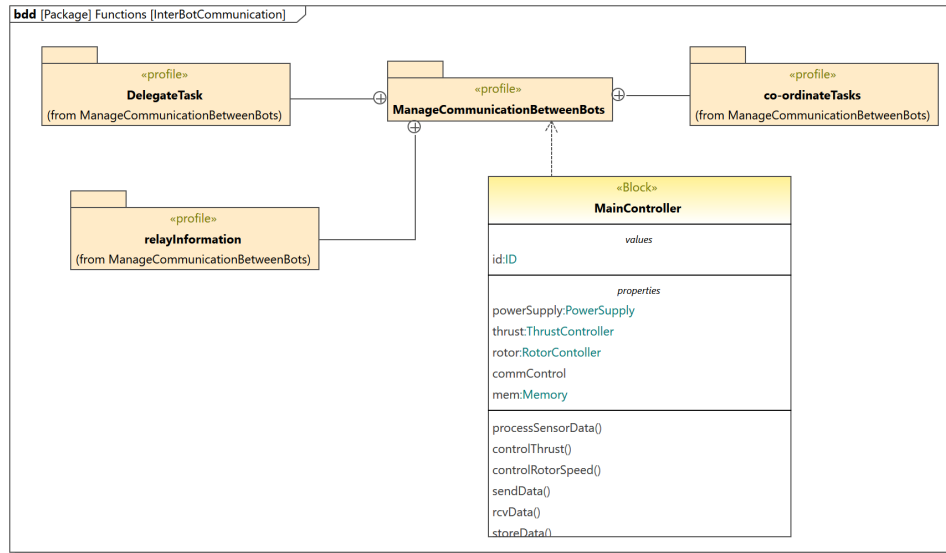 bdd [Package] Functions [InterBotCommunication]
«profile»
DelegateTask
(from ManageCommunicationBetweenBots)
«profile»
ManageCommunicationBetweenBots
«profile»
co-ordinateTasks
(from ManageCommunicationBetweenBots)
«profile»
relayInformation
(from ManageCommunicationBetweenBots)
«Block»
MainController
values
id:ID
properties
powerSupply:PowerSupply
thrust:ThrustController
rotor:RotorContoller
commControl
mem:Memory
processSensorData()
controlThrust()
controlRotorSpeed()
sendData()
rcvData()
storeData()